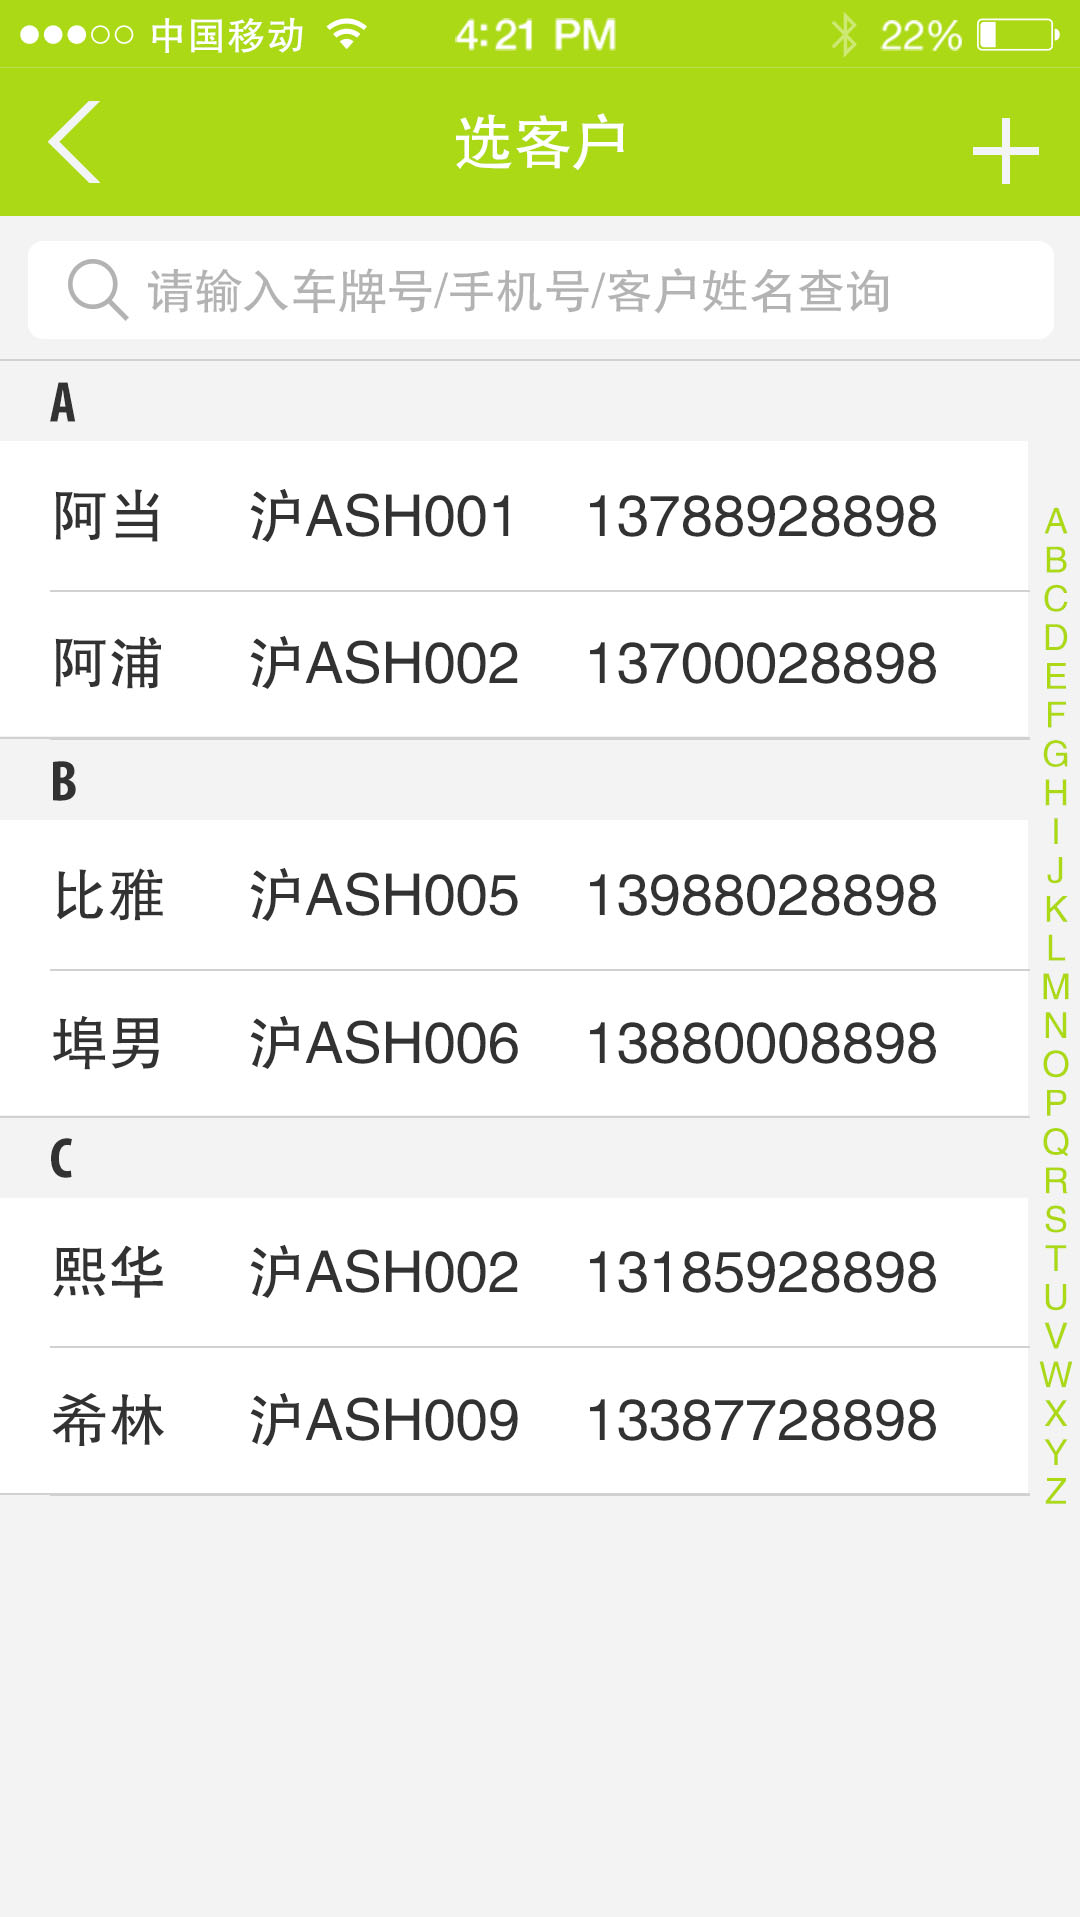 中国移动 4:21 PM 22%
选客户
请输入车牌号/手机号/客户姓名查询
A
阿当 沪ASH001 13788928898
阿浦 沪ASH002 13700028898
B
比雅 沪ASH005 13988028898
埠男 沪ASH006 13880008898
C
熙华 沪ASH002 13185928898
希林 沪ASH009 13387728898
A
B
C
D
E
F
G
H
I
J
K
L
M
N
O
P
Q
R
S
T
U
V
W
X
Y
Z